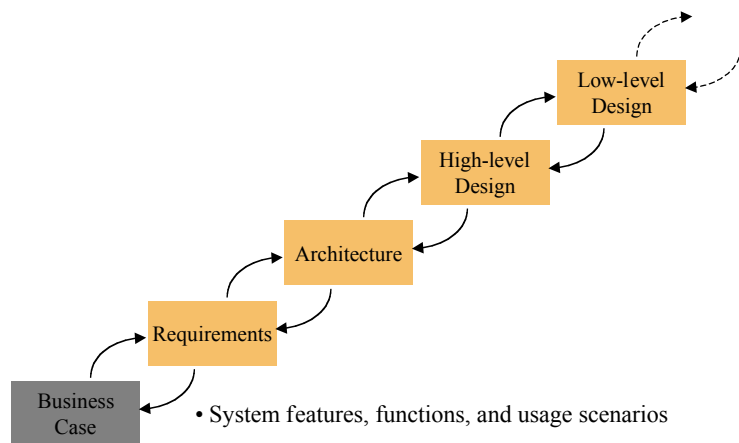 Low-level
Design
High-level
Design
Architecture
Requirements
Business
Case
• System features, functions, and usage scenarios